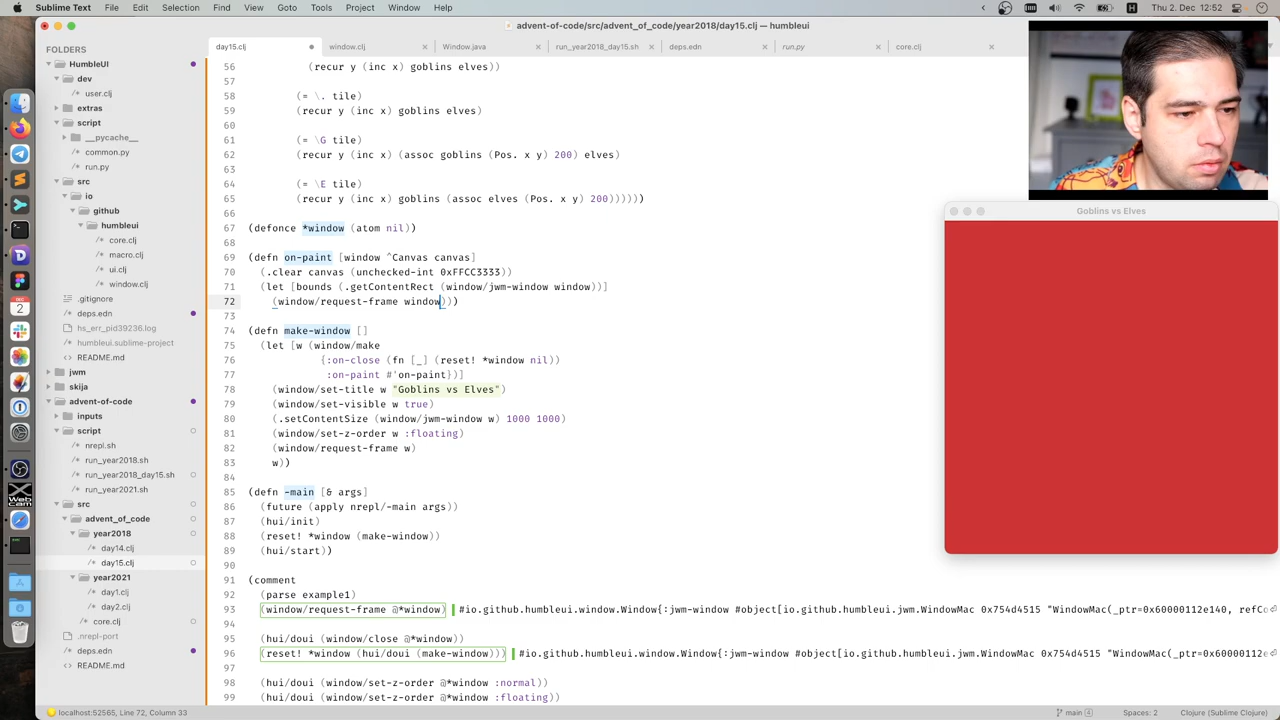 Sublime Text File Edit Selection Find View Goto Tools Project Window Help
Thu 2. Dec 12:52
advent-of-code/src/advent_of_code/year2018/day15.clj — humbleui
FOLDERS
HumbleUI
dev
user.clj
extras
script
__pycache__
common.py
run.py
src
io
github
humbleui
core.clj
macro.clj
ui.clj
window.clj
.gitignore
deps.edn
hs_err_pid39236.log
humbleui.sublime-project
README.md
jwm
skija
advent-of-code
inputs
script
nrepl.sh
run_year2018.sh
run_year2018_day15.sh
run_year2021.sh
src
advent_of_code
year2018
day14.clj
day15.clj
year2021
day1.clj
day2.clj
core.clj
.nrepl-port
deps.edn
README.md
day15.clj window.clj Window.java run_year2018_day15.sh deps.edn run.py core.clj
56 (recur y (inc x) goblins elves))
57
58 (= \. tile)
59 (recur y (inc x) goblins elves)
60
61 (= \G tile)
62 (recur y (inc x) (assoc goblins (Pos. x y) 200) elves)
63
64 (= \E tile)
65 (recur y (inc x) goblins (assoc elves (Pos. x y) 200)))))
66
67 (defonce *window (atom nil))
68
69 (defn on-paint [window ^Canvas canvas]
70 (.clear canvas (unchecked-int 0xFFCC3333))
71 (let [bounds (.getContentRect (window/jwm-window window))]
72 (window/request-frame window)))
73
74 (defn make-window []
75 (let [w (window/make
76 {:on-close (fn [_] (reset! *window nil))
77 :on-paint #'on-paint})]
78 (window/set-title w "Goblins vs Elves")
79 (window/set-visible w true)
80 (.setContentSize (window/jwm-window w) 1000 1000)
81 (window/set-z-order w :floating)
82 (window/request-frame w)
83 w))
84
85 (defn -main [& args]
86 (future (apply nrepl/-main args))
87 (hui/init)
88 (reset! *window (make-window))
89 (hui/start))
90
91 (comment
92 (parse example1)
93 (window/request-frame @*window) #io.github.humbleui.window.Window{:jwm-window #object[io.github.humbleui.jwm.WindowMac 0x754d4515 "WindowMac(_ptr=0x60000112e140, refCo
94
95 (hui/doui (window/close @*window))
96 (reset! *window (hui/doui (make-window))) #io.github.humbleui.window.Window{:jwm-window #object[io.github.humbleui.jwm.WindowMac 0x754d4515 "WindowMac(_ptr=0x60000112e
97
98 (hui/doui (window/set-z-order @*window :normal))
99 (hui/doui (window/set-z-order @*window :floating))
Goblins vs Elves
localhost:52565, Line 72, Column 33
main 4
Spaces: 2
Clojure (Sublime Clojure)